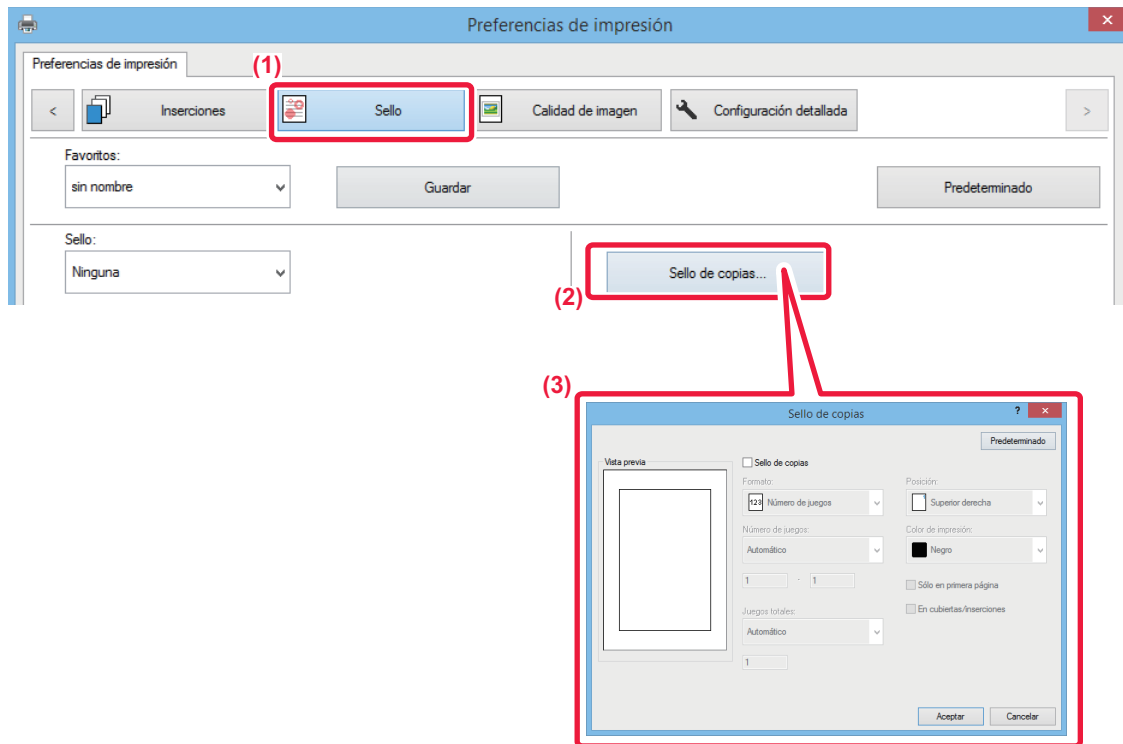 Preferencias de impresión
×
Preferencias de impresión
(1)
<
Inserciones
Sello
Calidad de imagen
Configuración detallada
>
Favoritos:
sin nombre
Guardar
Predeterminado
Sello:
Ninguna
Sello de copias...
(2)
(3)
Sello de copias
? ×
Predeterminado
Vista previa
Sello de copias
Formato:
Posición:
123 Número de juegos
Superior derecha
Número de juegos:
Color de impresión:
Automático
Negro
1 - 1
Sólo en primera página
Juegos totales:
En cubiertas/inserciones
Automático
1
Aceptar
Cancelar